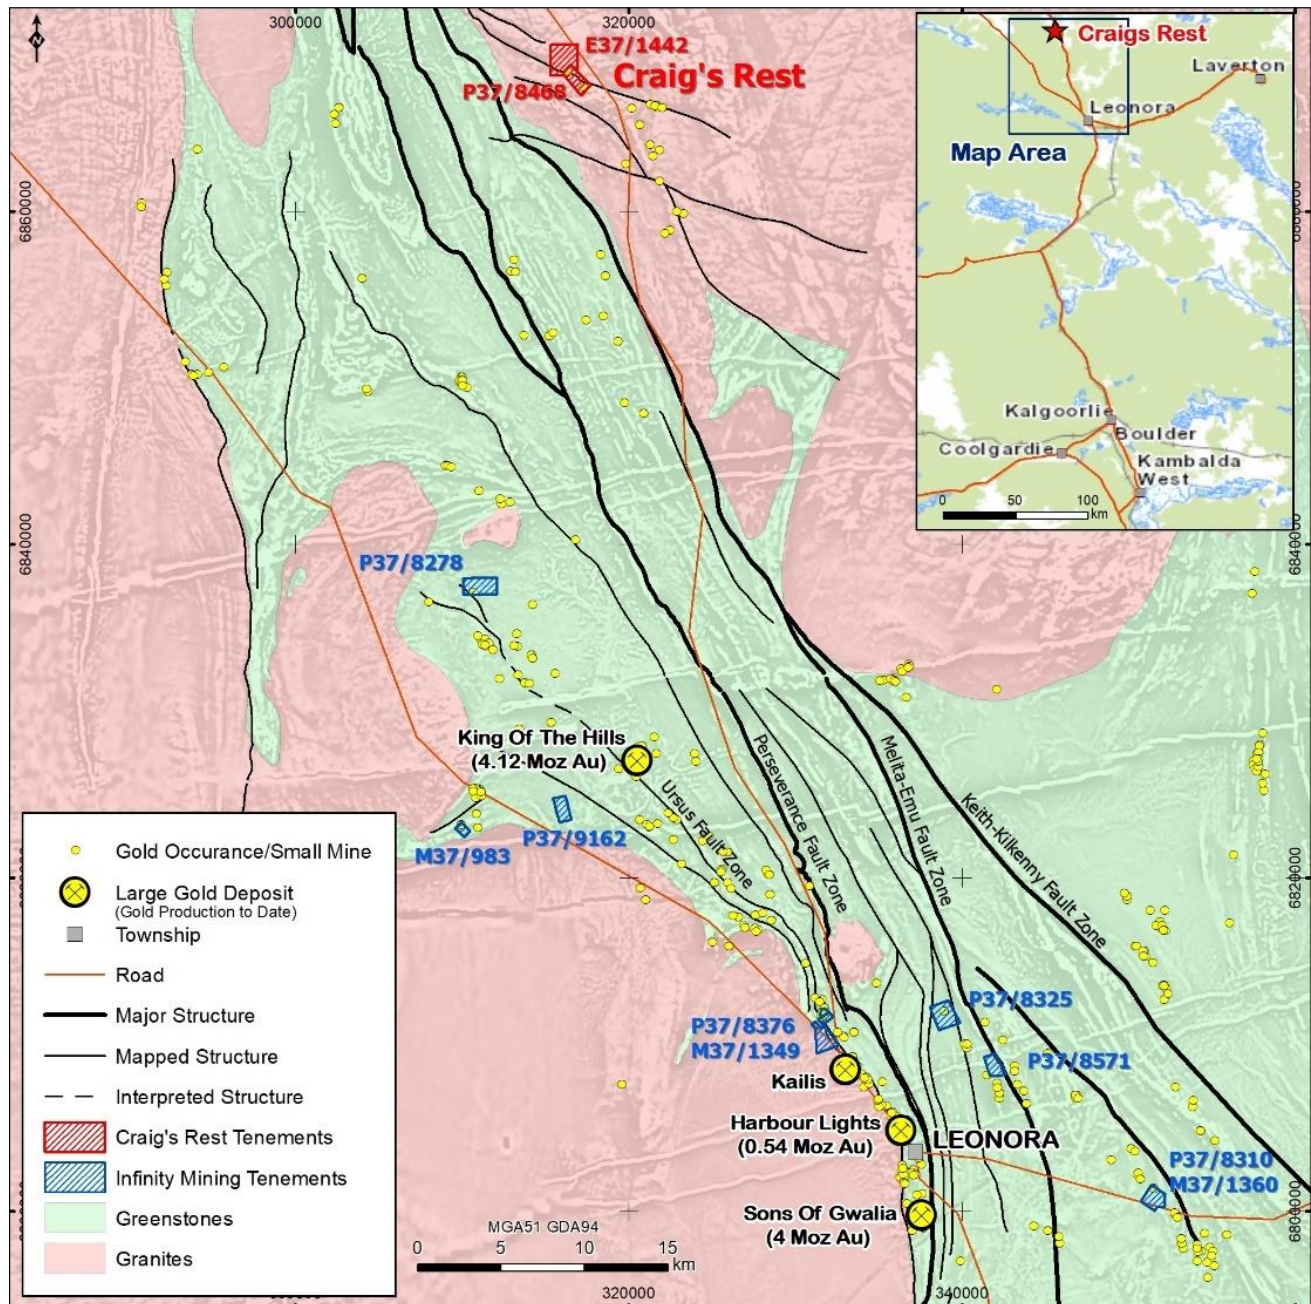 300000
320000
E37/1442
Craig's Rest
P37/8468
Craigs Rest
Laverton
Leonora
Map Area
Kalgoorlie
Boulder
Coolgardie
Kambalda
West
0 50 100
km
6860000
6840000
6840000
P37/8278
King Of The Hills
(4.12 Moz Au)
Ursus Fault Zone
Perseverance Fault Zone
Melita-Emu Fault Zone
Keith-Kilkenny Fault Zone
P37/9162
M37/983
6820000
P37/8325
P37/8376
M37/1349
P37/8571
Kailis
Harbour Lights
(0.54 Moz Au)
LEONORA
P37/8310
M37/1360
Sons Of Gwalia
(4 Moz Au)
6800000
Gold Occurance/Small Mine
Large Gold Deposit
(Gold Production to Date)
Township
Road
Major Structure
Mapped Structure
Interpreted Structure
Craig's Rest Tenements
Infinity Mining Tenements
Greenstones
Granites
MGA51 GDA94
0 5 10 15
km
320000
340000